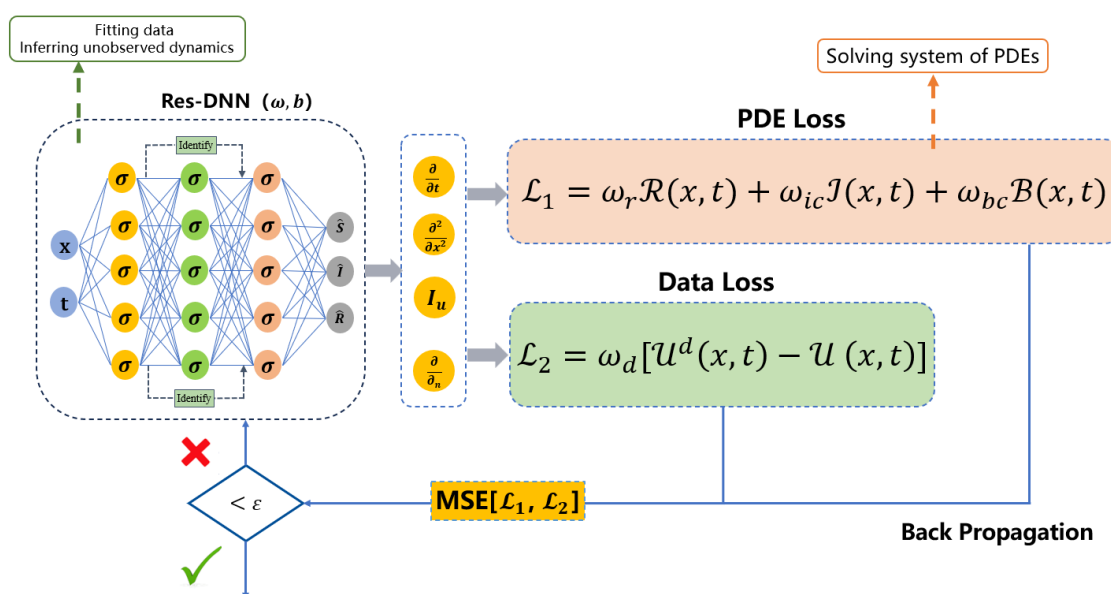 Fitting data
Inferring unobserved dynamics
Solving system of PDEs
Res-DNN (ω, b)
PDE Loss
Identify
σ σ σ
σ σ σ
σ σ σ
σ σ σ
σ σ σ
x
t
Ŝ
Î
R̂
Identify
∂/∂t
∂²/∂x²
I_u
∂/∂_n
ℒ₁ = ω_r ℛ(x, t) + ω_ic ℐ(x, t) + ω_bc ℬ(x, t)
Data Loss
ℒ₂ = ω_d[𝒰^d(x, t) − 𝒰 (x, t)]
MSE[ℒ₁, ℒ₂]
< ε
Back Propagation